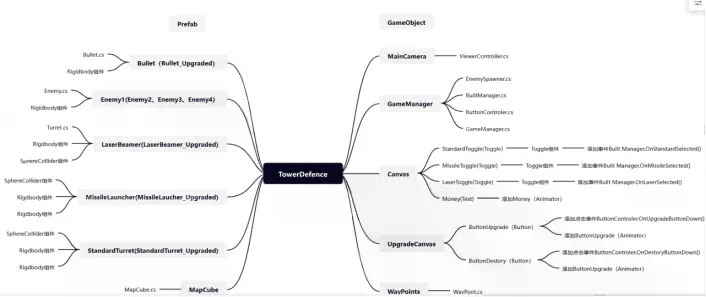 Prefab
GameObject
Bullet.cs
Rigidbody组件
Bullet（Bullet_Upgraded)
Enemy.cs
Rigidbody组件
Enemy1(Enemy2、Enemy3、Enemy4)
Turret.cs
Rigdbody组件
SphereCollider组件
LaserBeamer(LaserBeamer_Upgraded)
SphereCollider组件
Rigdbody组件
Rigdbody组件
MissileLauncher(MissileLaucher_Upgraded)
SphereCollider组件
Rigdbody组件
Rigdbody组件
StandardTurret(StandardTurret_Upgraded)
MapCube.cs
MapCube
TowerDefence
MainCamera
ViewerController.cs
GameManager
EnemySpawner.cs
BuiltManager.cs
ButtonControler.cs
GameManager.cs
Canvas
StandardToggle(Toggle)
Toggle组件
添加事件Built Manager.OnStandardSelected()
MissileToggle(Toggle)
Toggle组件
添加事件Built Manager.OnMissileSelected()
LaserToggle(Toggle)
Toggle组件
添加事件Built Manager.OnLaserSelected()
Money(Text)
添加Money（Animator）
UpgradeCanvas
ButtonUpgrade（Button）
添加点击事件ButtonControler.OnUpgradeButtonDown()
添加ButtonUpgrade（Animator）
ButtonDestory（Button）
添加点击事件ButtonControler.OnDestoryButtonDown()
添加ButtonUpgrade（Animator）
WayPoints
WayPont.cs